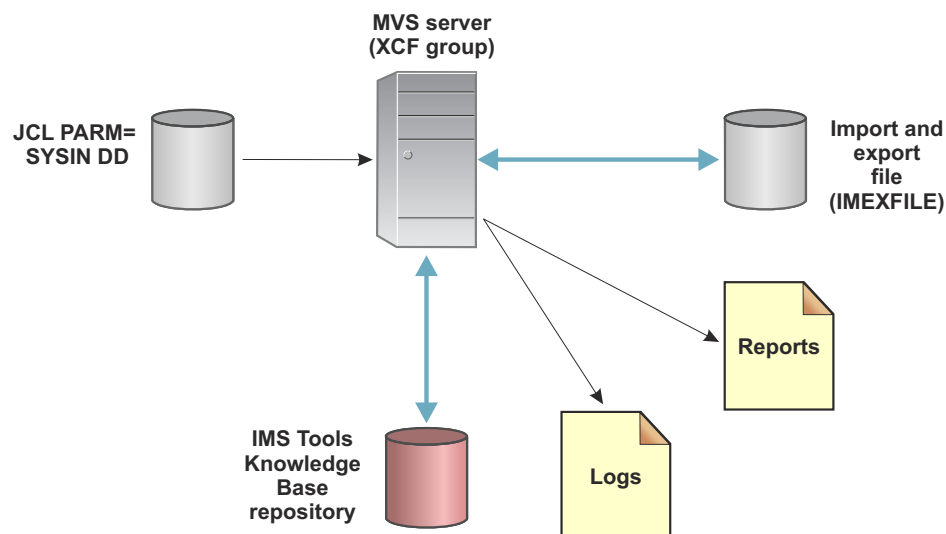 MVS server
(XCF group)
JCL PARM=
SYSIN DD
Import and
export
file
(IMEXFILE)
Reports
IMS Tools
Knowledge
Base
repository
Logs